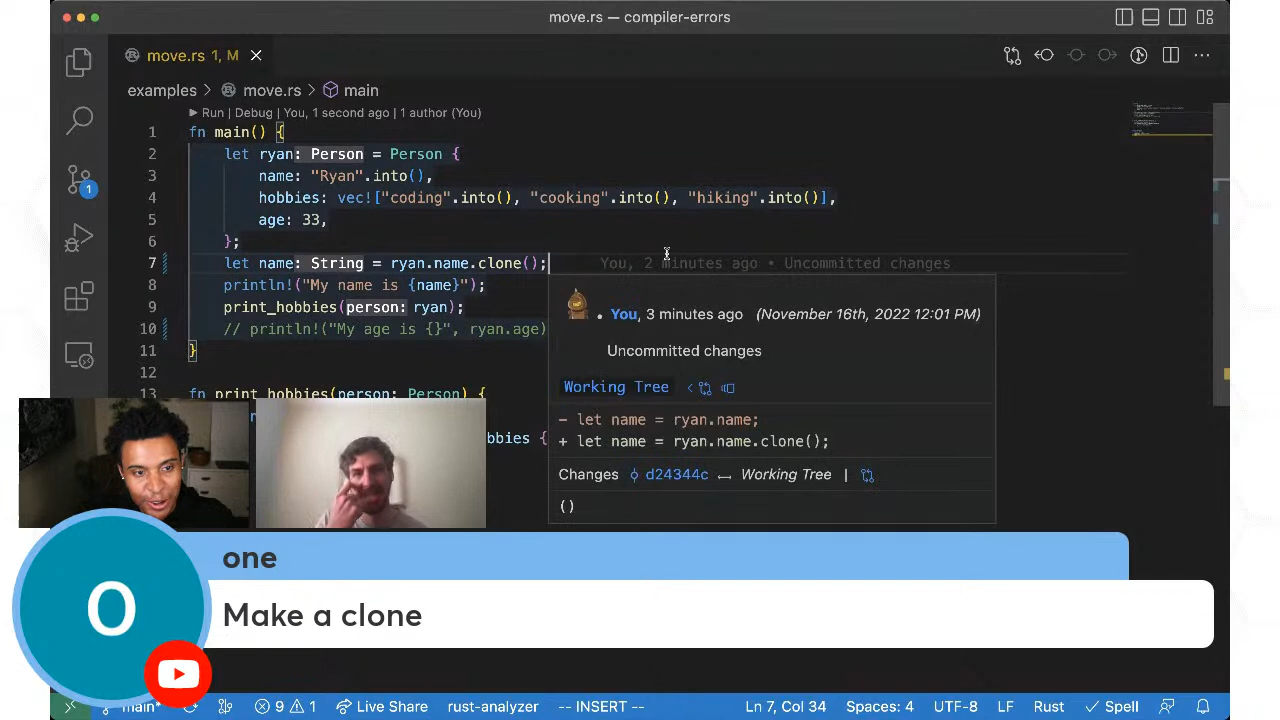 move.rs — compiler-errors
move.rs 1, M
examples > move.rs > main
Run | Debug | You, 1 second ago | 1 author (You)
1 fn main() {
2 let ryan: Person = Person {
3 name: "Ryan".into(),
4 hobbies: vec!["coding".into(), "cooking".into(), "hiking".into()],
5 age: 33,
6 };
7 let name: String = ryan.name.clone(); You, 2 minutes ago • Uncommitted changes
8 println!("My name is {name}");
9 print_hobbies(person: ryan);
10 // println!("My age is {}", ryan.age)
11 }
12
13 fn print_hobbies(person: Person) {
bbies {
1
You, 3 minutes ago (November 16th, 2022 12:01 PM)
Uncommitted changes
Working Tree
- let name = ryan.name;
+ let name = ryan.name.clone();
Changes d24344c Working Tree |
()
one
O
Make a clone
main* 9 1 Live Share rust-analyzer -- INSERT -- Ln 7, Col 34 Spaces: 4 UTF-8 LF Rust Spell